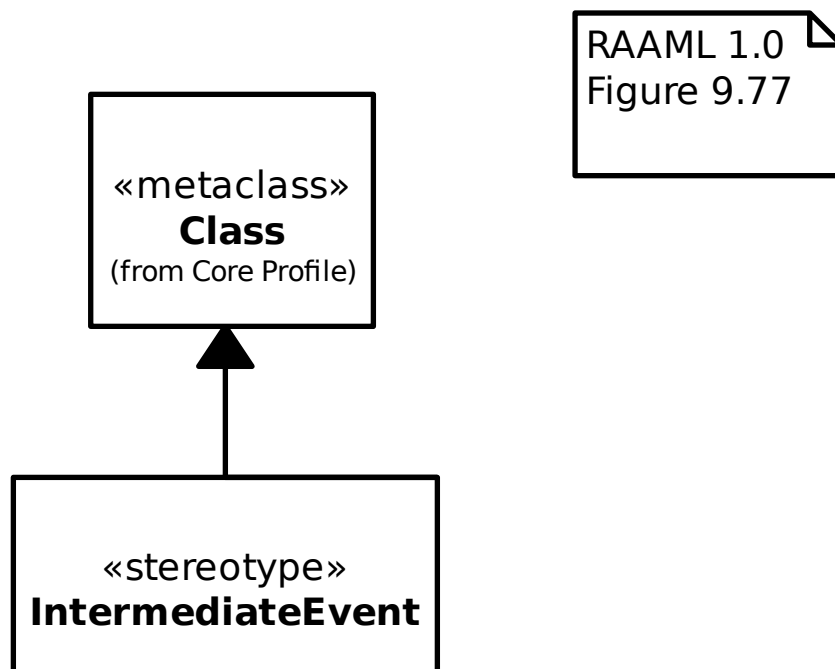 RAAML 1.0
Figure 9.77
«metaclass»
Class
(from Core Profile)
«stereotype»
IntermediateEvent